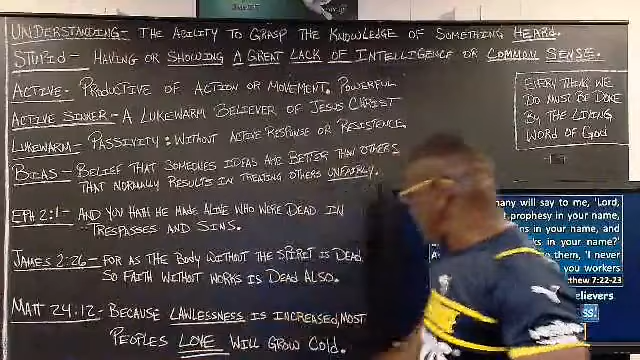 UNDERSTANDING- THE ABILITY TO GRASP THE KNOWLEDGE OF SOMETHING HEARD.
STUPID- HAVING OR SHOWING A GREAT LACK OF INTELLIGENCE OR COMMON SENSE.
ACTIVE- PRODUCTIVE OF ACTION OR MOVEMENT. POWERFUL
ACTIVE SINKER- A LUKEWARM BELIEVER OF JESUS CHRIST
LUKEWARM- PASSIVITY: WITHOUT ACTIVE RESPONSE OR RESISTENCE.
BIAS- BELIEF THAT SOMEONES IDEAS ARE BETTER THAN OTHERS
THAT NORMALLY RESULTS IN TREATING OTHERS UNFAIRLY.
EPH 2:1- AND YOU HATH HE MADE ALIVE WHO WERE DEAD IN
TRESPASSES AND SINS.
JAMES 2:26- FOR AS THE BODY WITHOUT THE SPIRIT IS DEAD
SO FAITH WITHOUT WORKS IS DEAD ALSO.
MATT 24:12- BECAUSE LAWLESSNESS IS INCREASED, MOST
PEOPLES LOVE WILL GROW COLD.
EVERYTHING WE
DO MUST BE DONE
BY THE LIVING
WORD OF GOD
many will say to me, 'Lord,
prophesy in your name,
in your name, and
in your name?'
them, 'I never
you workers
7:22-23
elievers